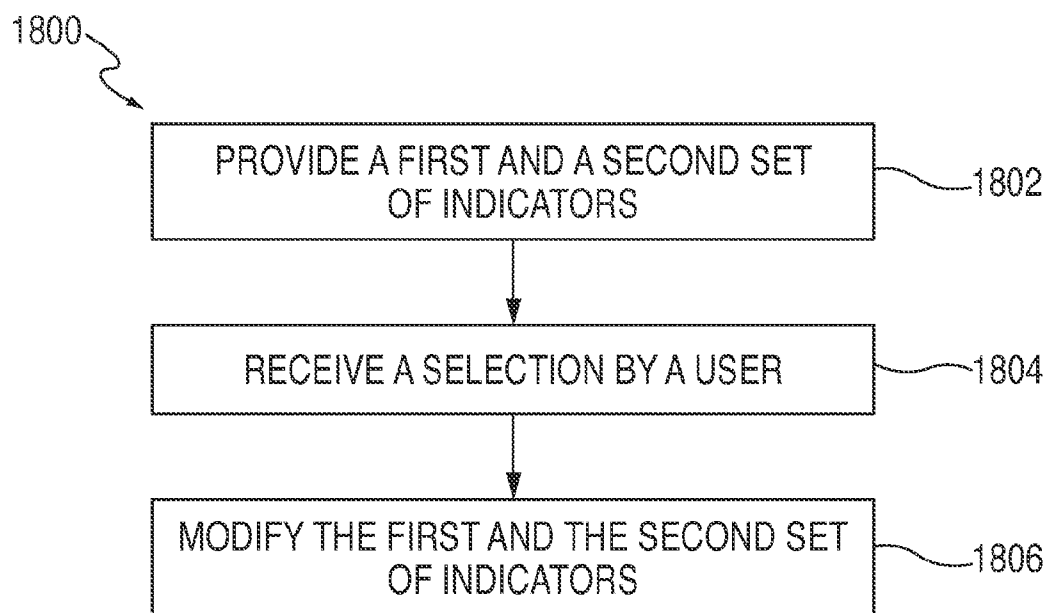 1800
PROVIDE A FIRST AND A SECOND SET
OF INDICATORS
1802
RECEIVE A SELECTION BY A USER
1804
MODIFY THE FIRST AND THE SECOND SET
OF INDICATORS
1806